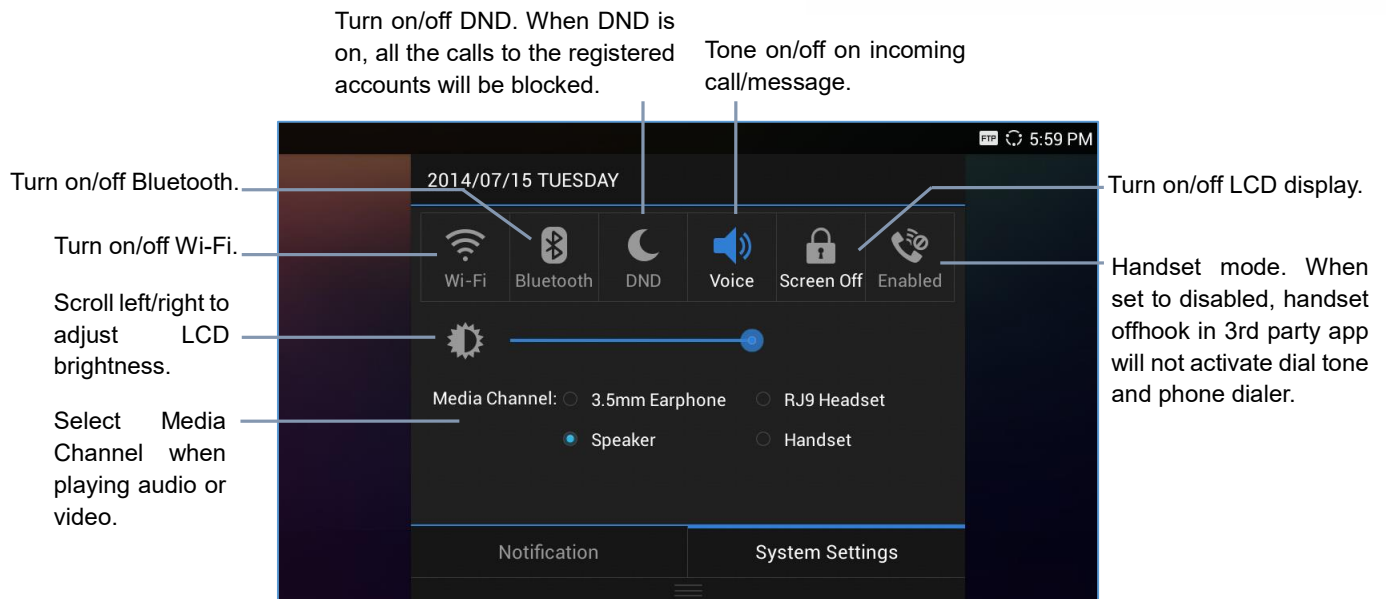 Turn on/off DND. When DND is
on, all the calls to the registered
accounts will be blocked.
Tone on/off on incoming
call/message.
FTP 5:59 PM
Turn on/off Bluetooth.
2014/07/15 TUESDAY
Turn on/off LCD display.
Turn on/off Wi-Fi.
Wi-Fi Bluetooth DND Voice Screen Off Enabled
Handset mode. When
set to disabled, handset
offhook in 3rd party app
will not activate dial tone
and phone dialer.
Scroll left/right to
adjust LCD
brightness.
Media Channel: 3.5mm Earphone RJ9 Headset
Speaker Handset
Select Media
Channel when
playing audio or
video.
Notification System Settings